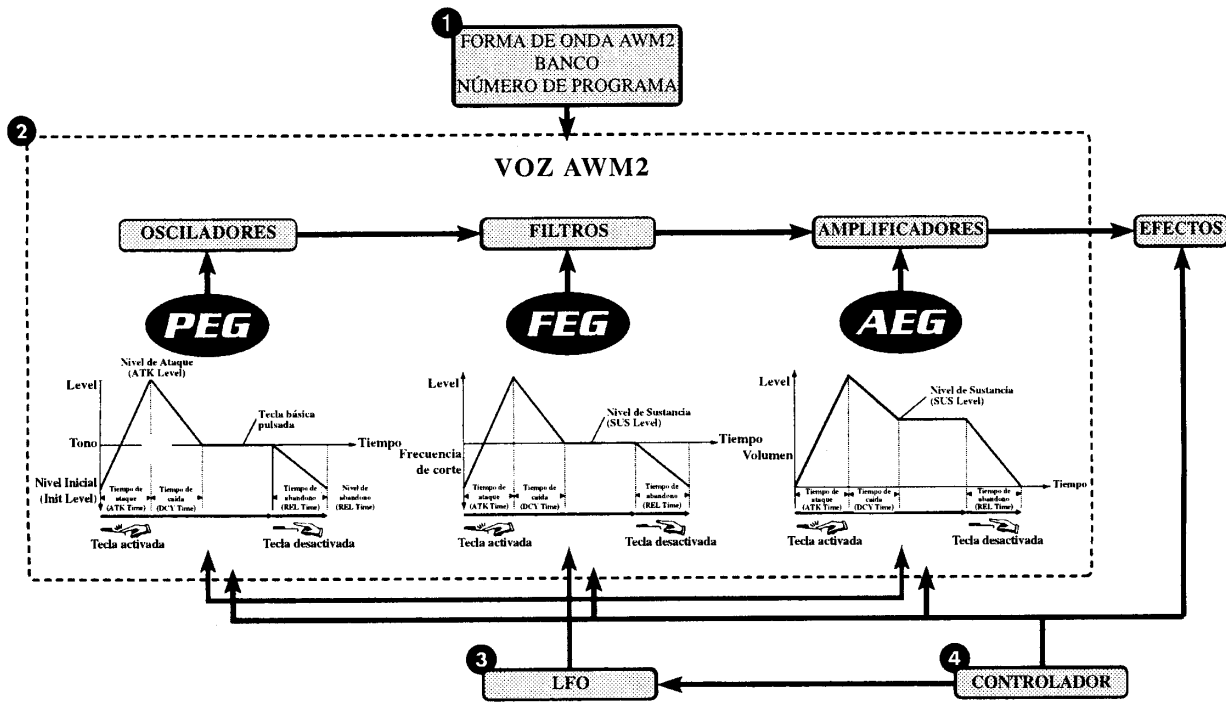 1
FORMA DE ONDA AWM2
BANCO
NÚMERO DE PROGRAMA
2
VOZ AWM2
OSCILADORES
FILTROS
AMPLIFICADORES
EFECTOS
PEG
FEG
AEG
Nivel de Ataque
(ATK Level)
Level
Tecla básica
pulsada
Tono
Tiempo
Nivel Inicial
(Init Level)
Tiempo de
ataque
(ATK Time)
Tiempo de
caída
(DCY Time)
Tiempo de
abandono
(REL Time)
Nivel de
abandono
(REL Time)
Tecla activada
Tecla desactivada
Level
Nivel de Sustancia
(SUS Level)
Tiempo
Frecuencia
de corte
Tiempo de
ataque
(ATK Time)
Tiempo de
caída
(DCY Time)
Tiempo de
abandono
(REL Time)
Tecla activada
Tecla desactivada
Level
Nivel de Sustancia
(SUS Level)
Volumen
Tiempo
Tiempo de
ataque
(ATK Time)
Tiempo de
caída
(DCY Time)
Tiempo de
abandono
(REL Time)
Tecla activada
Tecla desactivada
3
LFO
4
CONTROLADOR